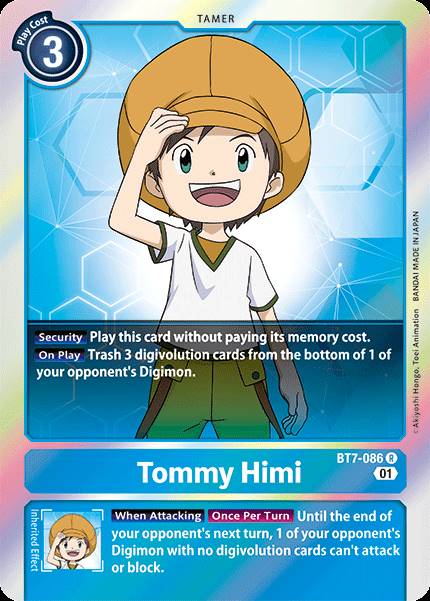 TAMER
Play Cost
3
Security Play this card without paying its memory cost.
On Play Trash 3 digivolution cards from the bottom of 1 of
your opponent's Digimon.
©Akiyoshi Hongo, Toei Animation BANDAI MADE IN JAPAN
BT7-086 R
Tommy Himi
01
Inherited Effect
When Attacking Once Per Turn Until the end of
your opponent's next turn, 1 of your opponent's
Digimon with no digivolution cards can't attack
or block.